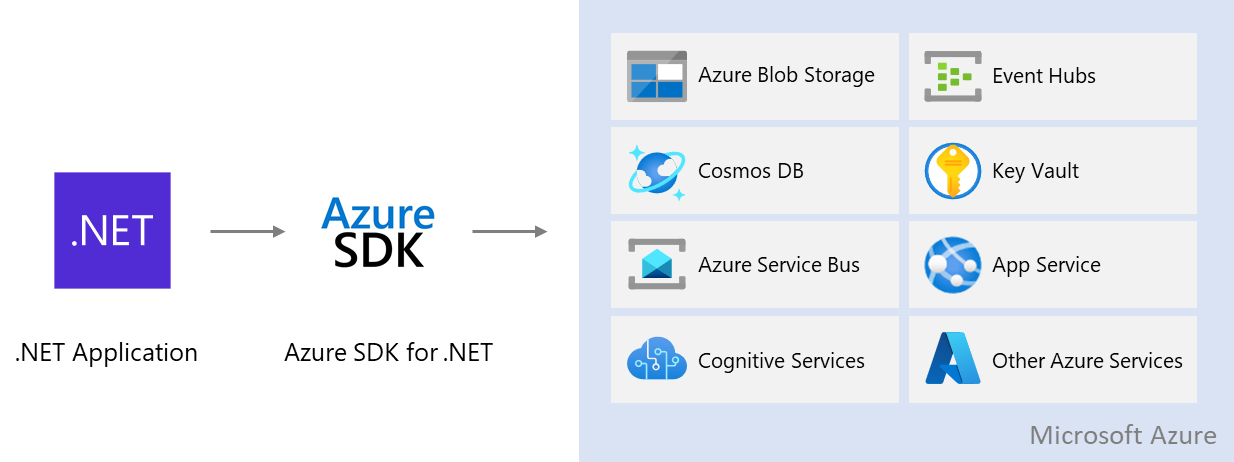 .NET
.NET Application
Azure
SDK
Azure SDK for .NET
Azure Blob Storage
Event Hubs
Cosmos DB
Key Vault
Azure Service Bus
App Service
Cognitive Services
Other Azure Services
Microsoft Azure